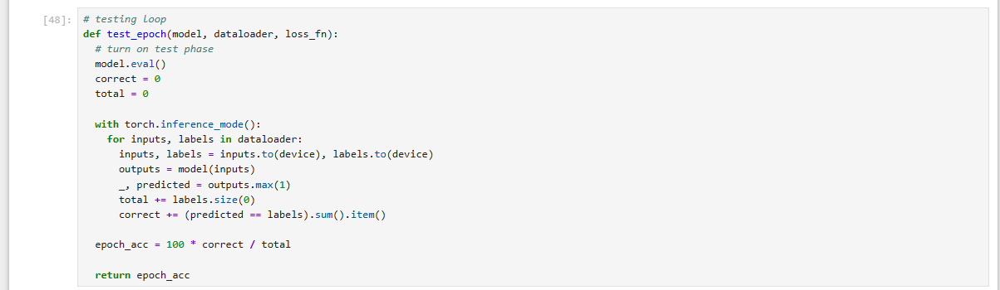 [48]:
# testing loop
def test_epoch(model, dataloader, loss_fn):
  # turn on test phase
  model.eval()
  correct = 0
  total = 0

  with torch.inference_mode():
    for inputs, labels in dataloader:
      inputs, labels = inputs.to(device), labels.to(device)
      outputs = model(inputs)
      _, predicted = outputs.max(1)
      total += labels.size(0)
      correct += (predicted == labels).sum().item()

  epoch_acc = 100 * correct / total

  return epoch_acc